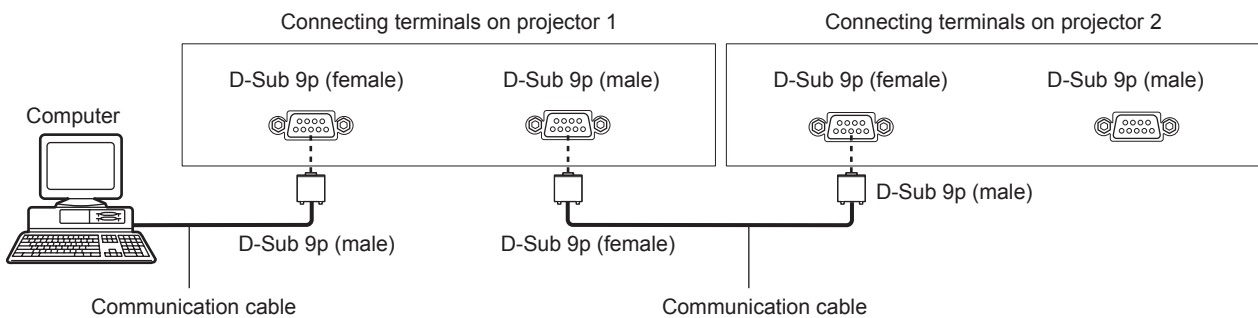 Connecting terminals on projector 1
Connecting terminals on projector 2
D-Sub 9p (female)
D-Sub 9p (male)
D-Sub 9p (female)
D-Sub 9p (male)
Computer
D-Sub 9p (male)
D-Sub 9p (male)
D-Sub 9p (female)
Communication cable
Communication cable